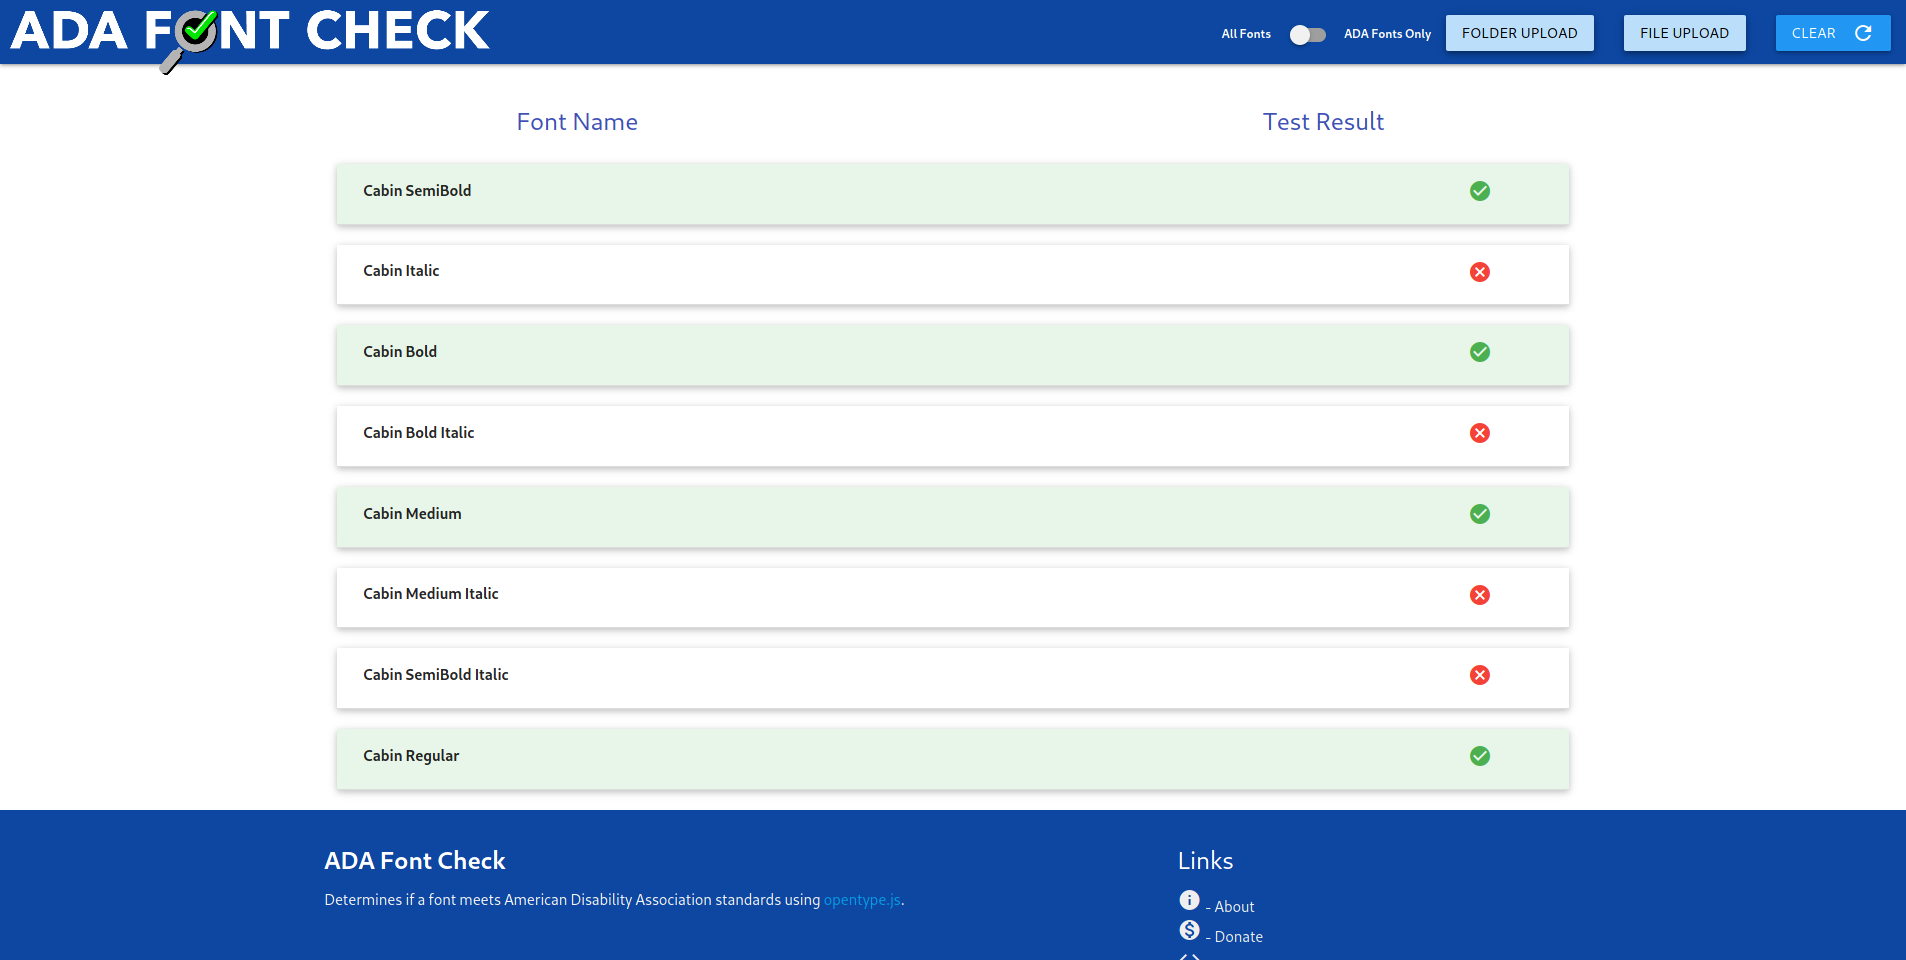 ADA FONT CHECK
All Fonts ADA Fonts Only FOLDER UPLOAD FILE UPLOAD CLEAR
Font Name Test Result
Cabin SemiBold
Cabin Italic
Cabin Bold
Cabin Bold Italic
Cabin Medium
Cabin Medium Italic
Cabin SemiBold Italic
Cabin Regular
ADA Font Check
Determines if a font meets American Disability Association standards using opentype.js.
Links
- About
- Donate